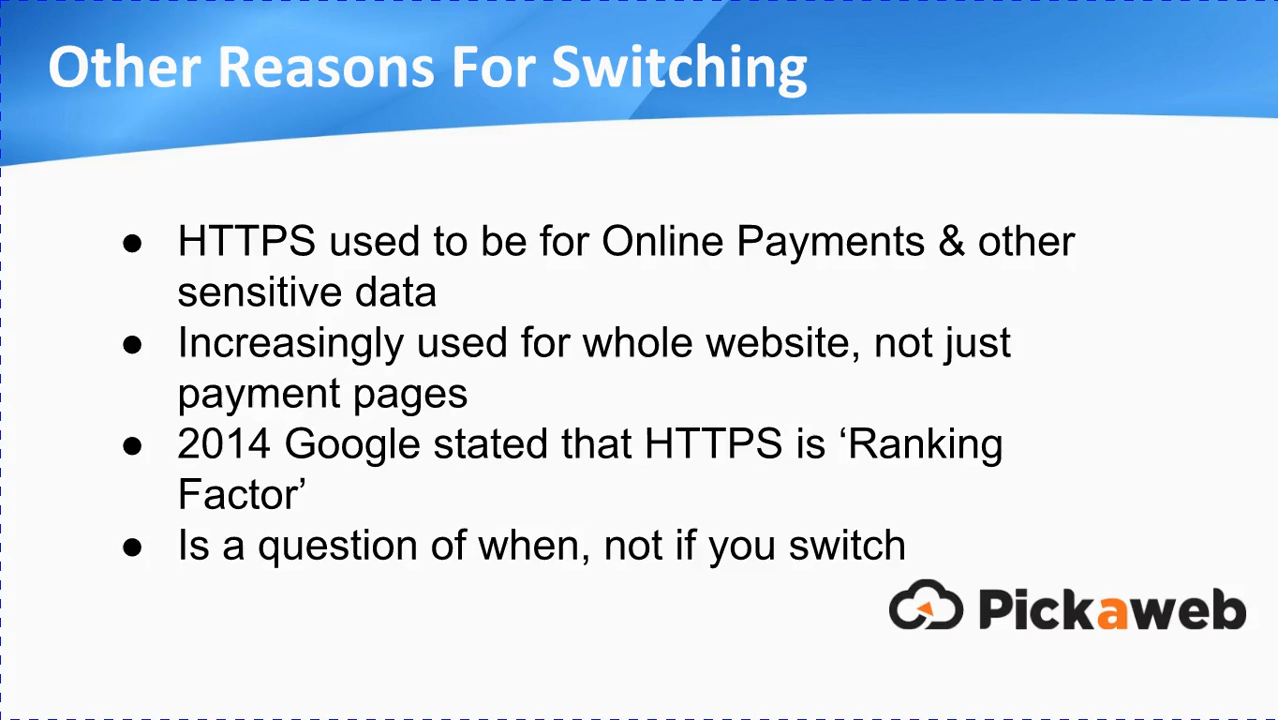 Other Reasons For Switching
● HTTPS used to be for Online Payments & other
sensitive data
● Increasingly used for whole website, not just
payment pages
● 2014 Google stated that HTTPS is ‘Ranking
Factor’
● Is a question of when, not if you switch
Pickaweb